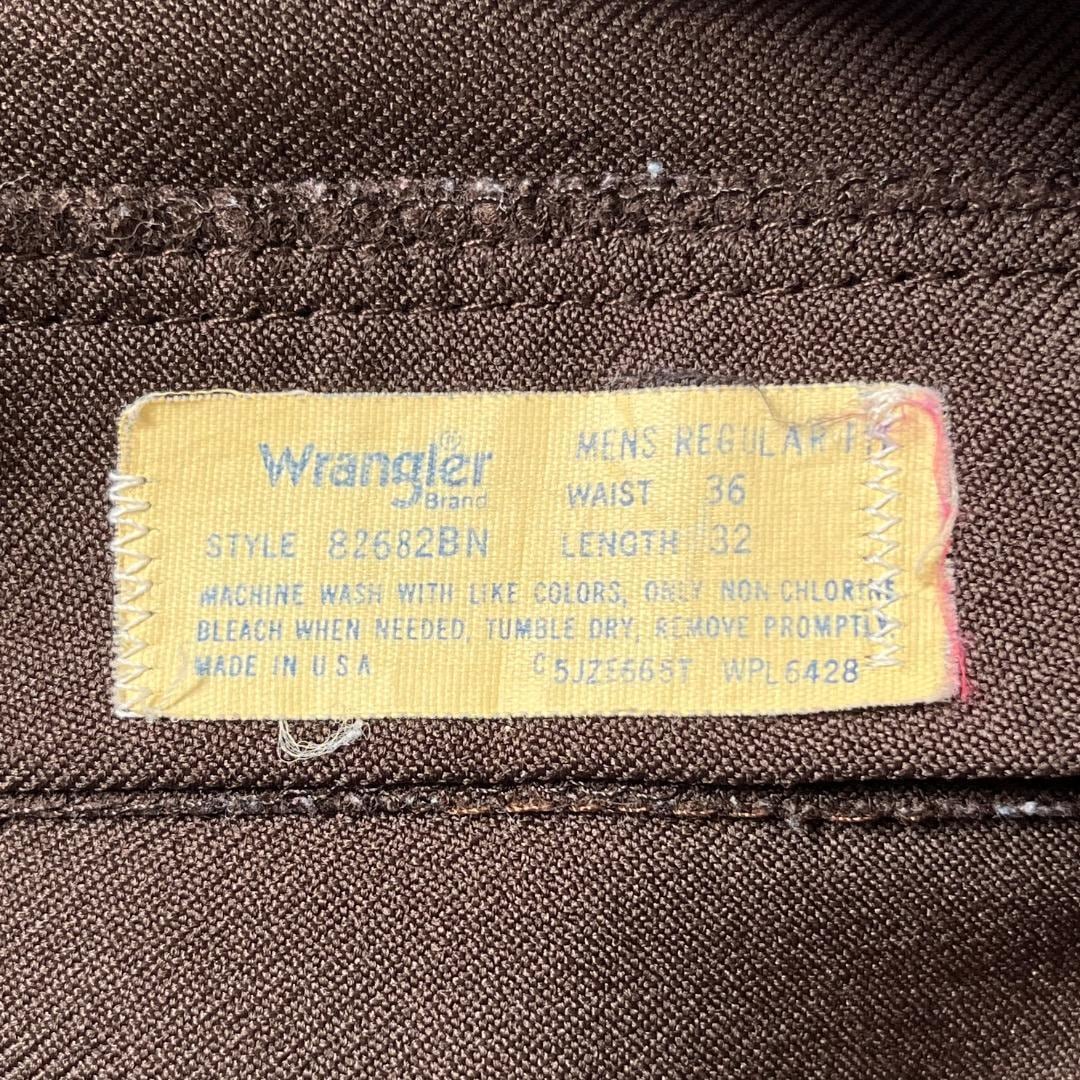 Wrangler®
Brand
MENS REGULAR FIT
WAIST 36
STYLE 82682BN
LENGTH 32
MACHINE WASH WITH LIKE COLORS, ONLY NON-CHLORINE
BLEACH WHEN NEEDED, TUMBLE DRY, REMOVE PROMPTLY
MADE IN U S A
WPL 6428